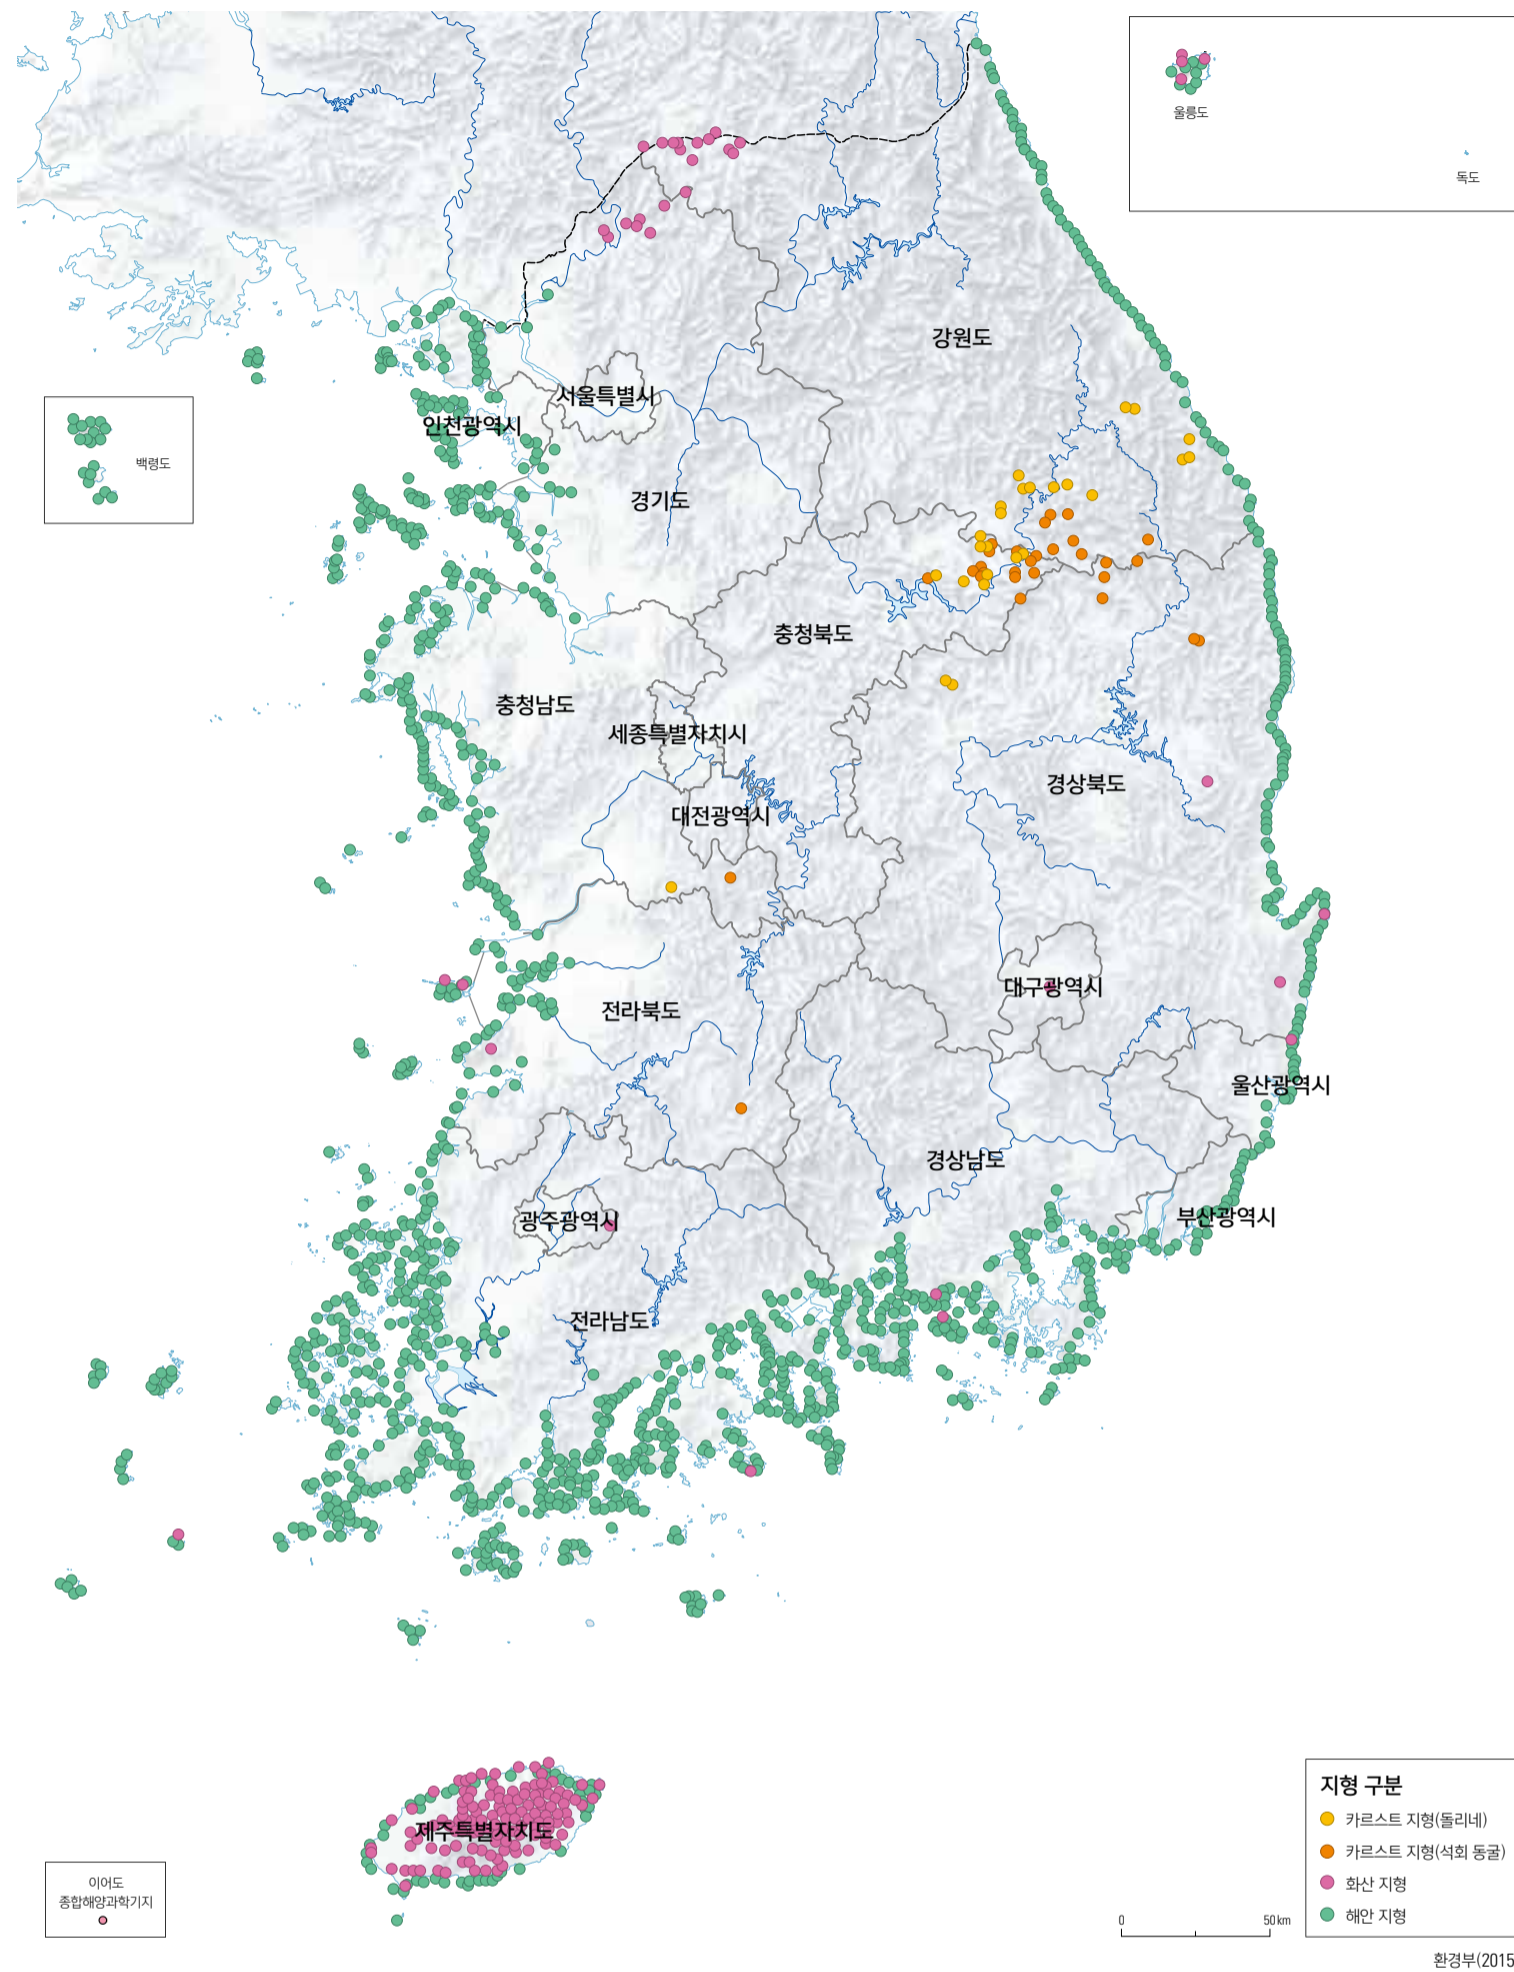 울릉도
독도
강원도
서울특별시
인천광역시
백령도
경기도
충청북도
충청남도
세종특별자치시
경상북도
대전광역시
대구광역시
전라북도
울산광역시
경상남도
광주광역시
부산광역시
전라남도
제주특별자치도
이어도
종합해양과학기지
0 50km
지형 구분
카르스트 지형(돌리네)
카르스트 지형(석회 동굴)
화산 지형
해안 지형
환경부(2015